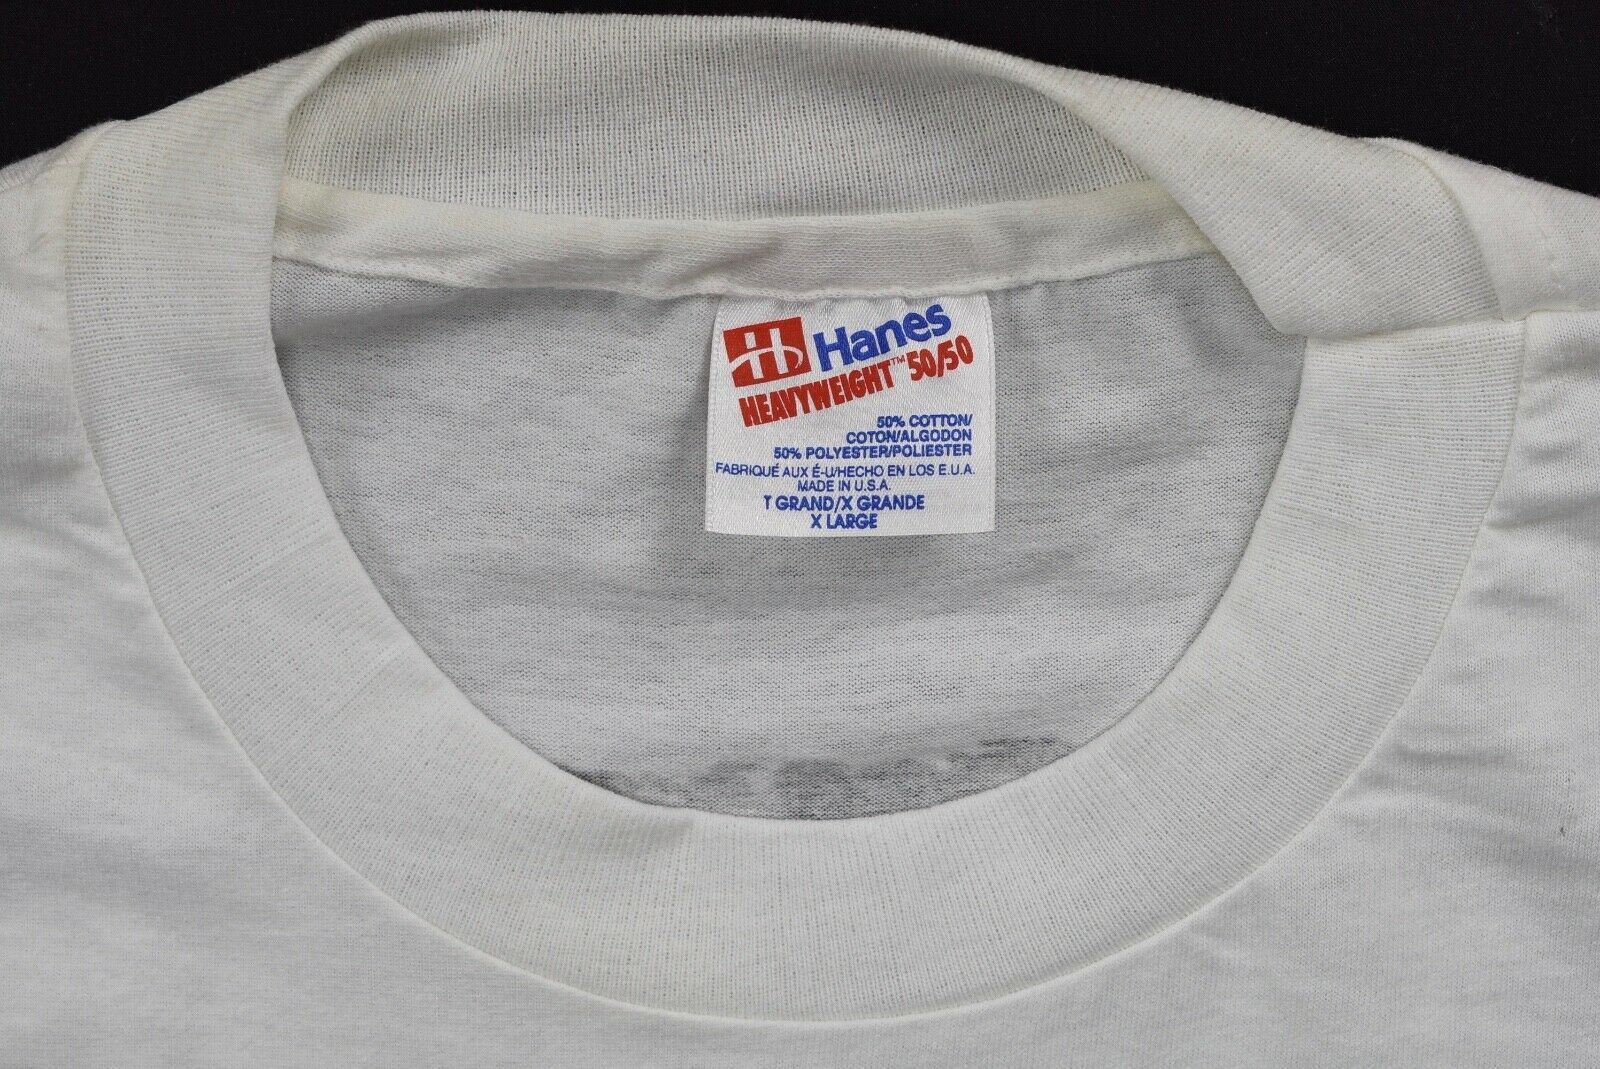 Hanes
HEAVYWEIGHT™ 50/50
50% COTTON/
COTON/ALGODON
50% POLYESTER/POLIESTER
FABRIQUÉ AUX É-U/HECHO EN LOS E.U.A.
MADE IN U.S.A.
T GRAND/X GRANDE
X LARGE